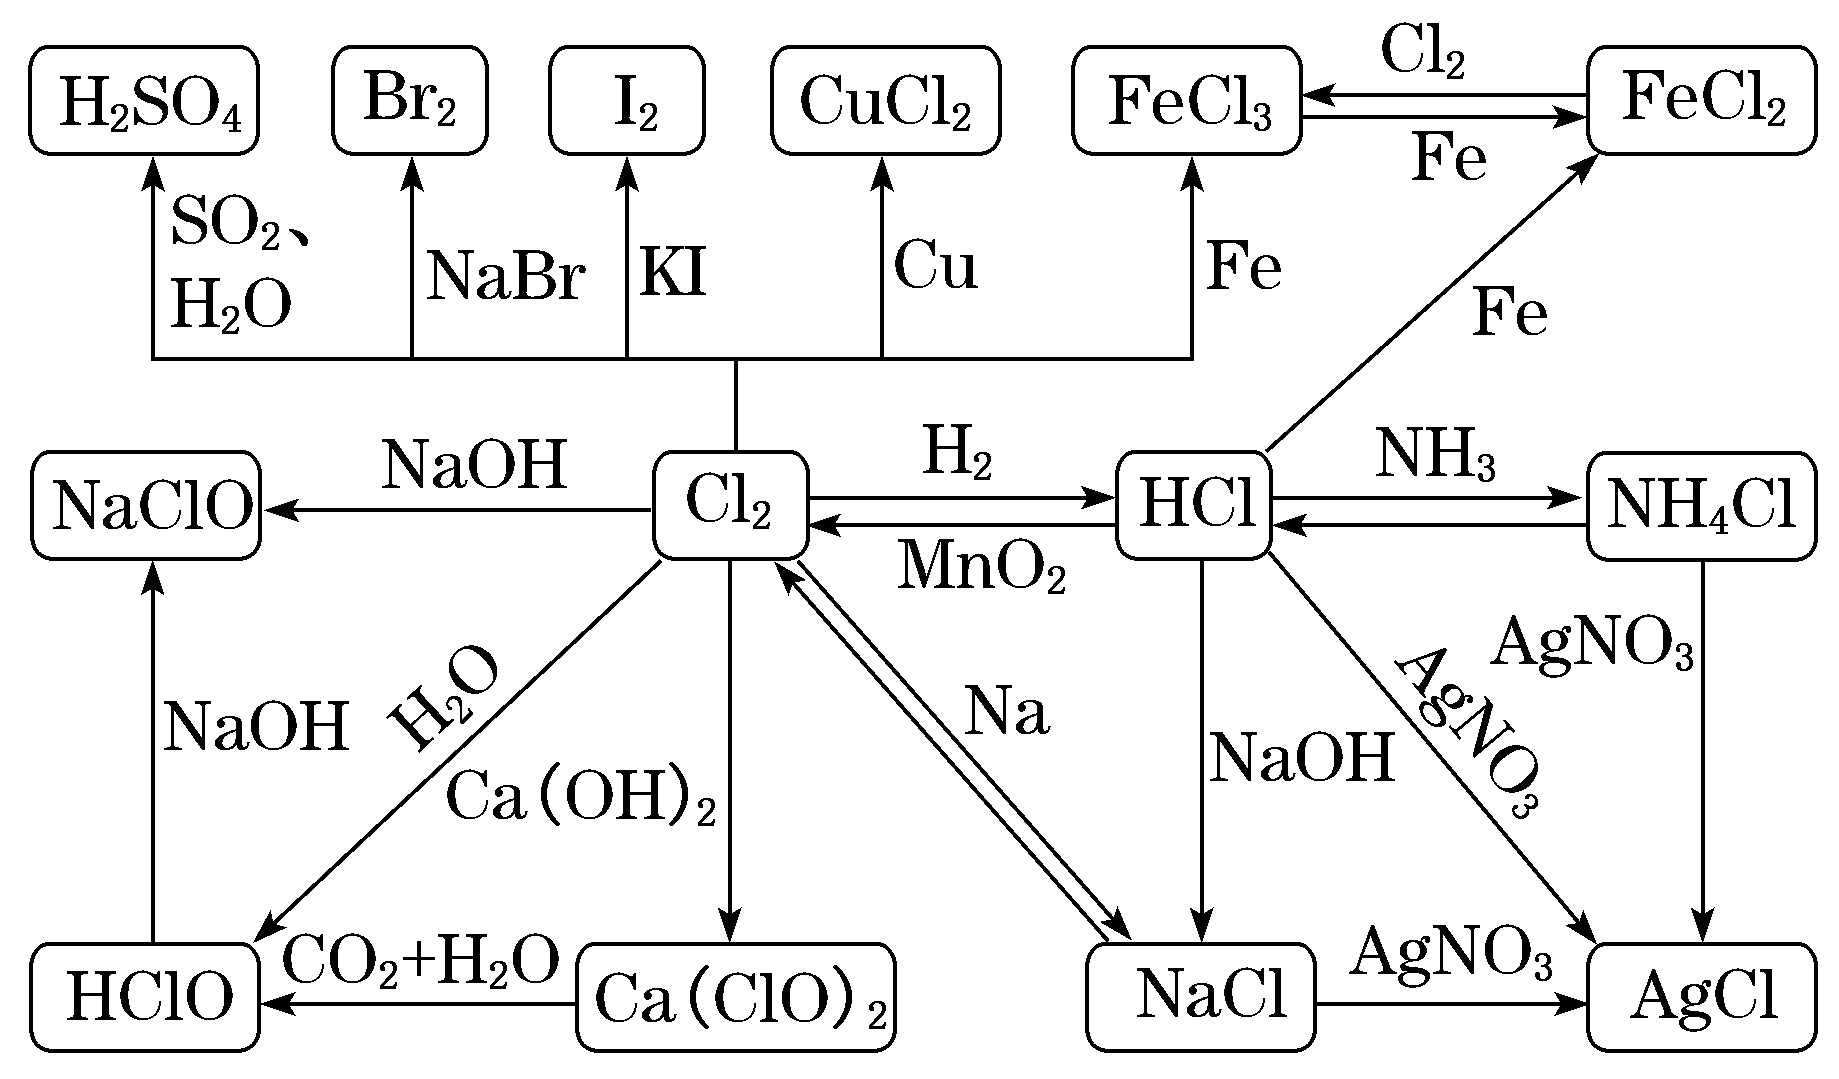 H₂SO₄
Br₂
I₂
CuCl₂
FeCl₃
Cl₂
Fe
FeCl₂
SO₂、
H₂O
NaBr
KI
Cu
Fe
Fe
NaClO
NaOH
Cl₂
H₂
MnO₂
HCl
NH₃
NH₄Cl
NaOH
H₂O
Ca(OH)₂
Na
NaOH
AgNO₃
AgNO₃
HClO
CO₂+H₂O
Ca(ClO)₂
NaCl
AgNO₃
AgCl